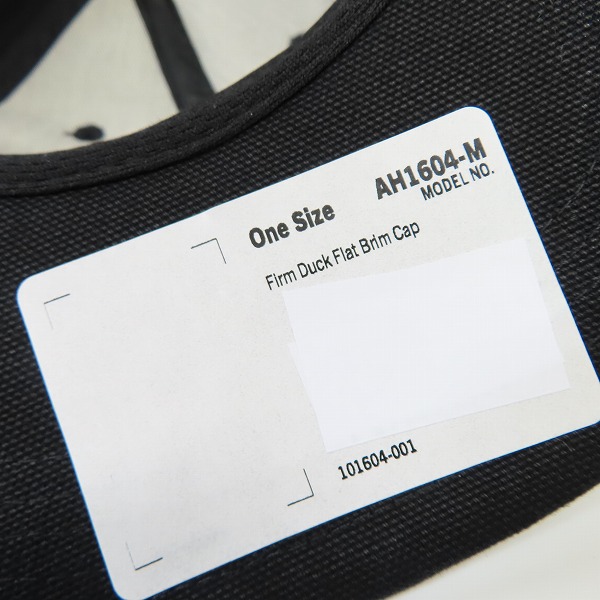 One Size
AH1604-M
MODEL NO.
Firm Duck Flat Brim Cap
101604-001